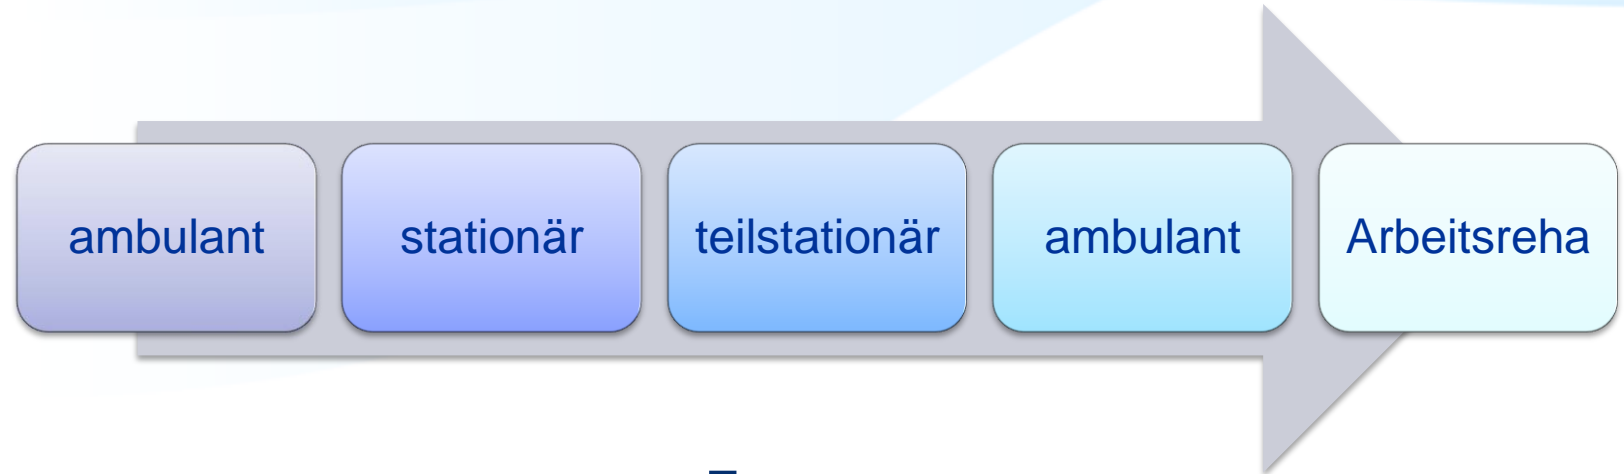 ambulant
stationär
teilstationär
ambulant
Arbeitsreha